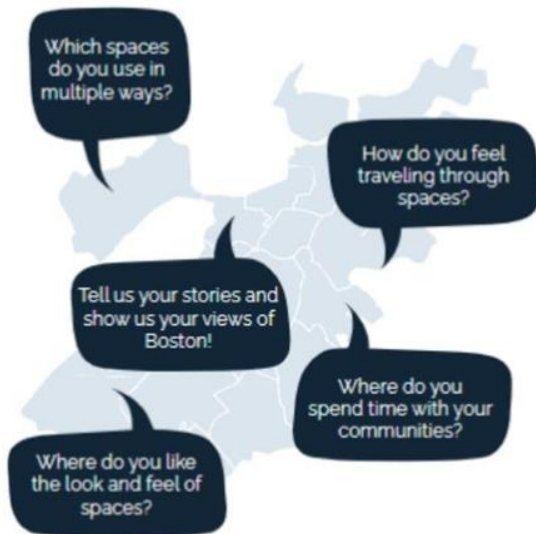 Which spaces
do you use in
multiple ways?
How do you feel
traveling through
spaces?
Tell us your stories and
show us your views of
Boston!
Where do you
spend time with your
communities?
Where do you like
the look and feel of
spaces?